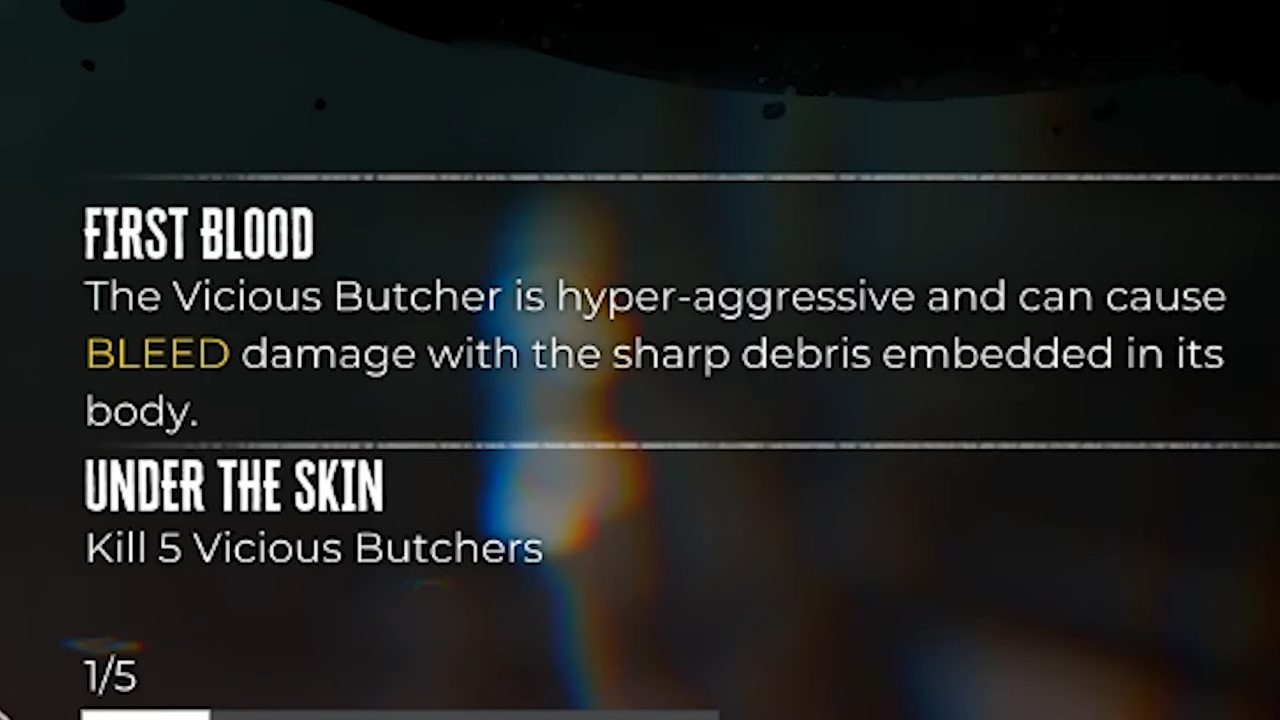 FIRST BLOOD
The Vicious Butcher is hyper-aggressive and can cause
BLEED damage with the sharp debris embedded in its
body.
UNDER THE SKIN
Kill 5 Vicious Butchers
1/5